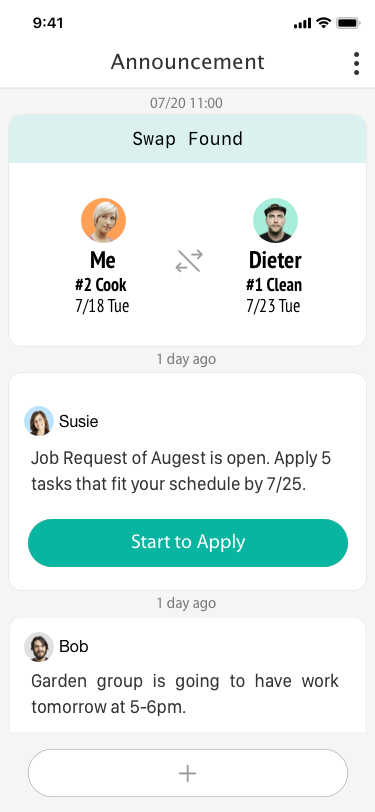 9:41
Announcement
07/20 11:00
Swap Found
Me
Dieter
#2 Cook
#1 Clean
7/18 Tue
7/23 Tue
1 day ago
Susie
Job Request of Augest is open. Apply 5
tasks that fit your schedule by 7/25.
Start to Apply
1 day ago
Bob
Garden group is going to have work
tomorrow at 5-6pm.
+